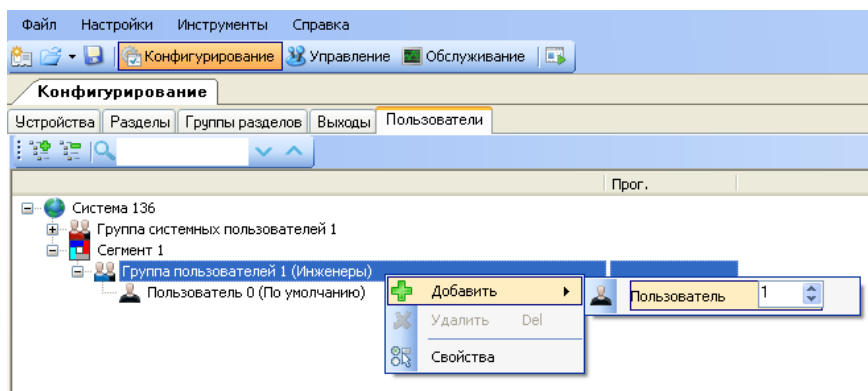 Файл Настройки Инструменты Справка
Конфигурирование Управление Обслуживание
Конфигурирование
Устройства Разделы Группы разделов Выходы Пользователи
Прог.
Система 136
Группа системных пользователей 1
Сегмент 1
Группа пользователей 1 (Инженеры)
Пользователь 0 (По умолчанию)
Добавить
Пользователь 1
Удалить Del
Свойства